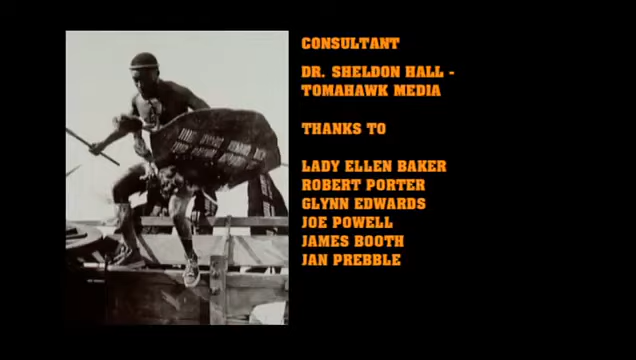 CONSULTANT
DR. SHELDON HALL -
TOMAHAWK MEDIA
THANKS TO
LADY ELLEN BAKER
ROBERT PORTER
GLYNN EDWARDS
JOE POWELL
JAMES BOOTH
JAN PREBBLE